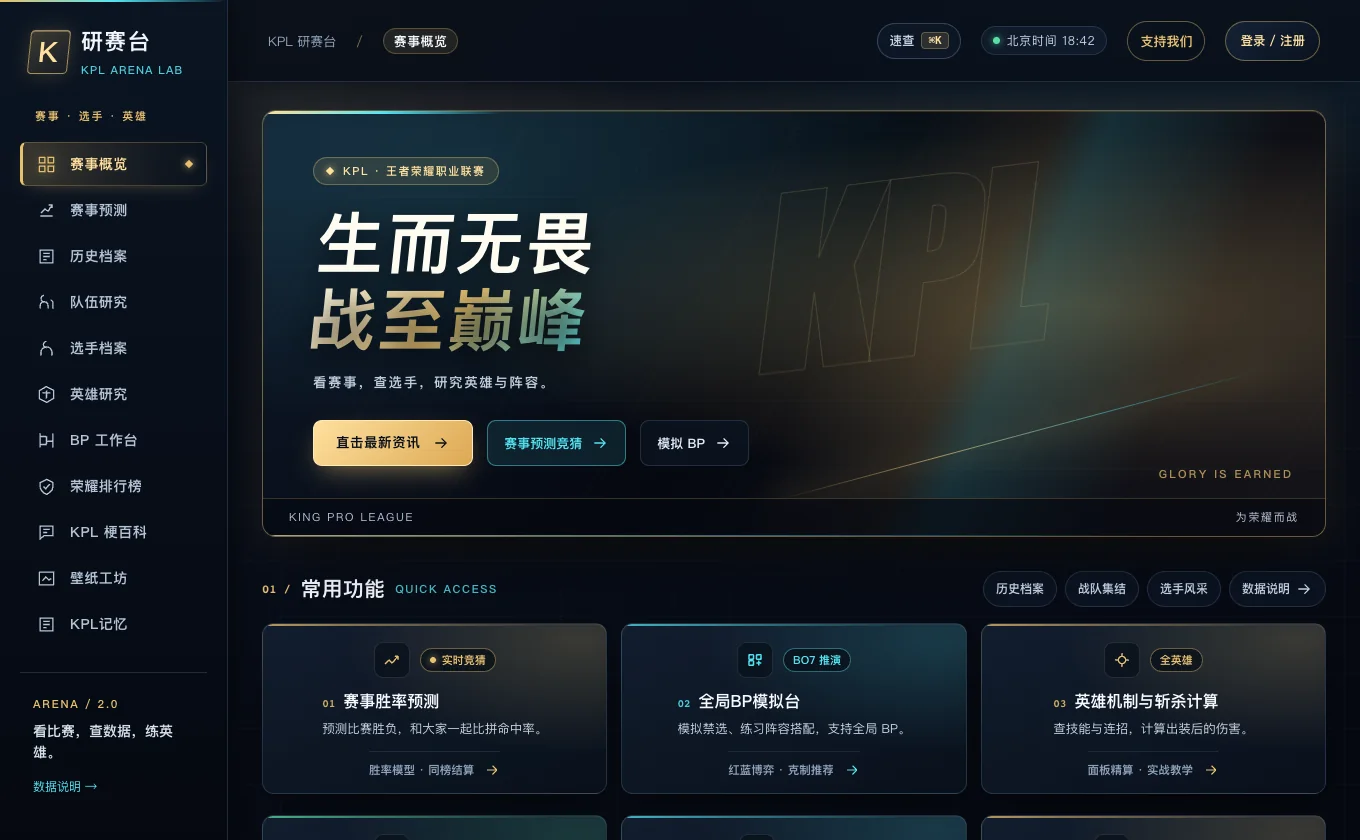 K
研赛台
KPL ARENA LAB
赛事 · 选手 · 英雄
赛事概览
赛事预测
历史档案
队伍研究
选手档案
英雄研究
BP 工作台
荣耀排行榜
KPL 梗百科
壁纸工坊
KPL记忆
ARENA / 2.0
看比赛，查数据，练英
雄。
数据说明 →
KPL 研赛台 / 赛事概览
速查 ⌘K
北京时间 18:42
支持我们
登录 / 注册
KPL · 王者荣耀职业联赛
生而无畏
战至巅峰
KPL
看赛事，查选手，研究英雄与阵容。
直击最新资讯 →
赛事预测竞猜 →
模拟 BP →
GLORY IS EARNED
KING PRO LEAGUE
为荣耀而战
01 / 常用功能 QUICK ACCESS
历史档案
战队集结
选手风采
数据说明 →
实时竞猜
01 赛事胜率预测
预测比赛胜负，和大家一起比拼命中率。
胜率模型 · 同榜结算 →
BO7 推演
02 全局BP模拟台
模拟禁选、练习阵容搭配，支持全局 BP。
红蓝博弈 · 克制推荐 →
全英雄
03 英雄机制与斩杀计算
查技能与连招，计算出装后的伤害。
面板精算 · 实战教学 →